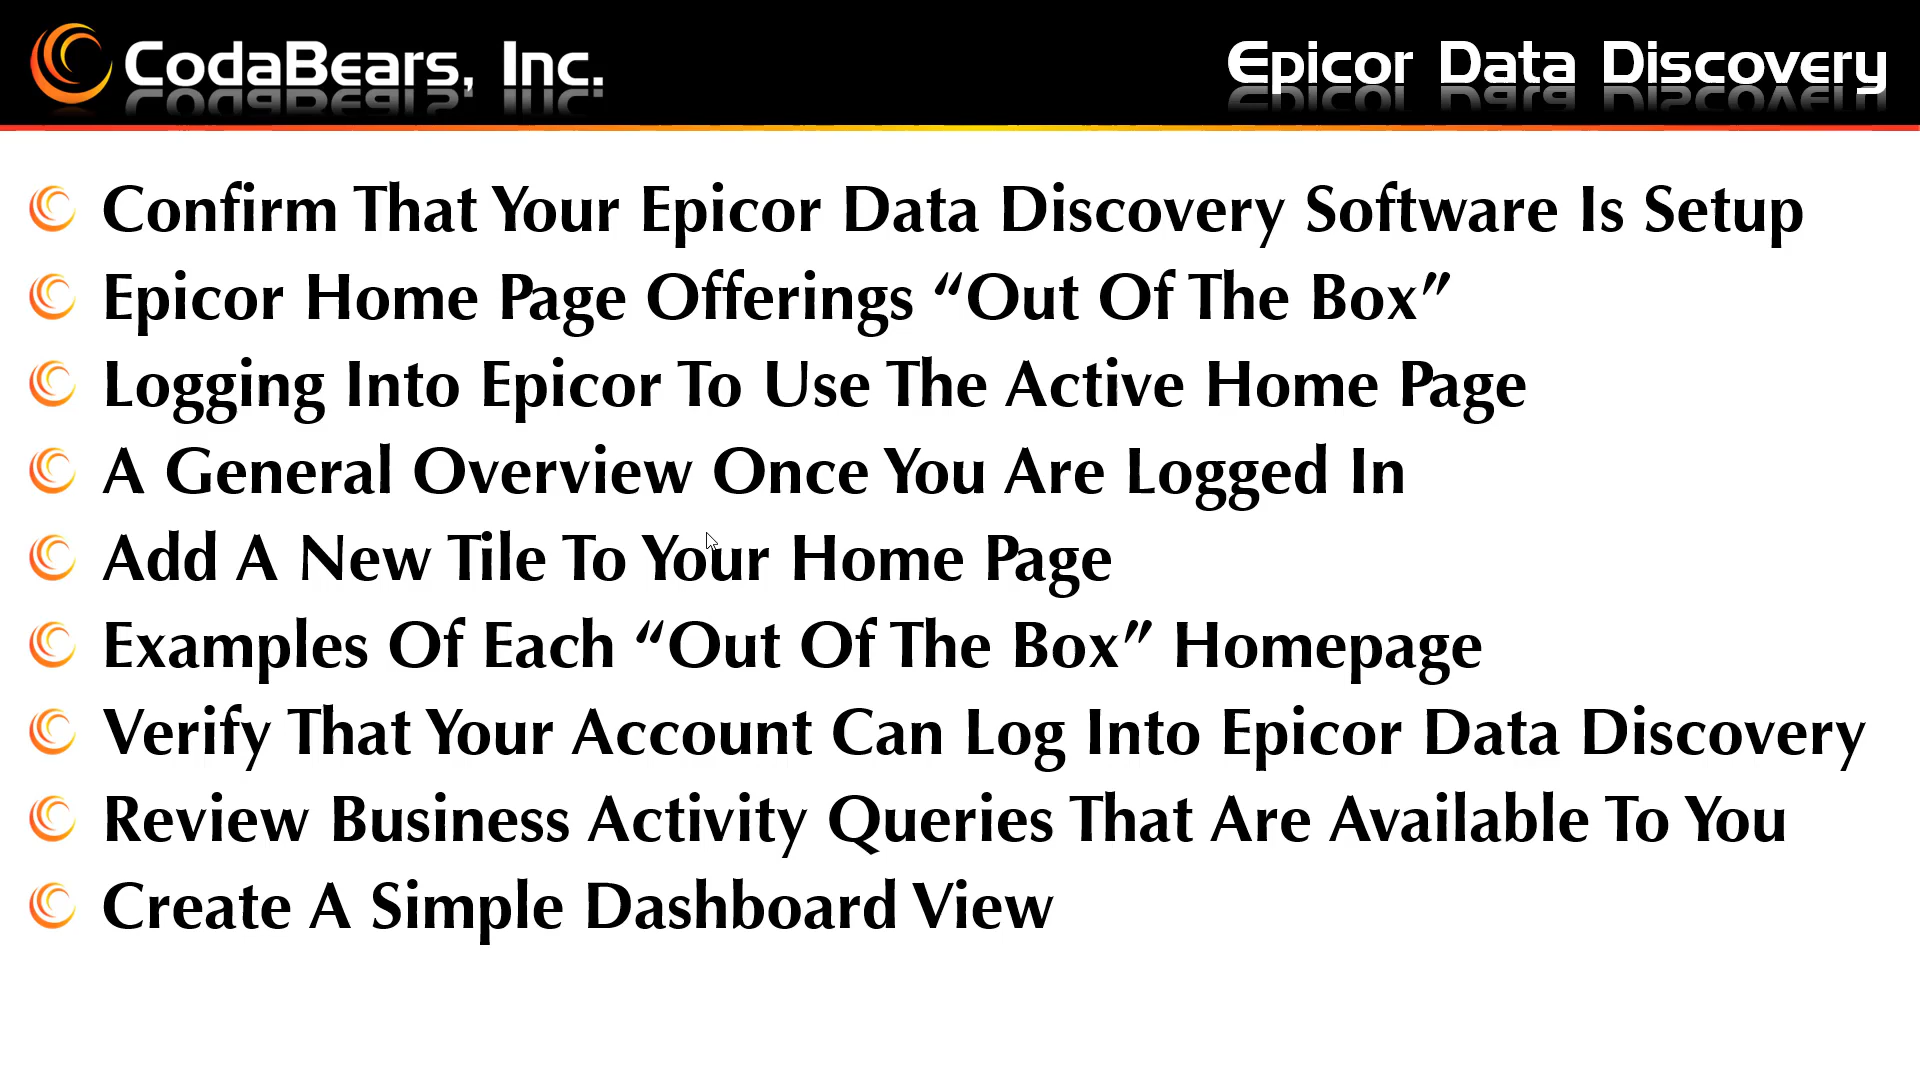 CodaBears, Inc.
Epicor Data Discovery
Confirm That Your Epicor Data Discovery Software Is Setup
Epicor Home Page Offerings “Out Of The Box”
Logging Into Epicor To Use The Active Home Page
A General Overview Once You Are Logged In
Add A New Tile To Your Home Page
Examples Of Each “Out Of The Box” Homepage
Verify That Your Account Can Log Into Epicor Data Discovery
Review Business Activity Queries That Are Available To You
Create A Simple Dashboard View